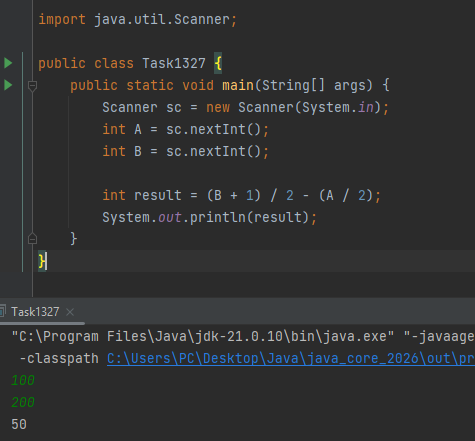 import java.util.Scanner;
public class Task1327 {
public static void main(String[] args) {
Scanner sc = new Scanner(System.in);
int A = sc.nextInt();
int B = sc.nextInt();
int result = (B + 1) / 2 - (A / 2);
System.out.println(result);
}
}
Task1327 ×
"C:\Program Files\Java\jdk-21.0.10\bin\java.exe" "-javaage
-classpath C:\Users\PC\Desktop\Java\java_core_2026\out\pr
100
200
50